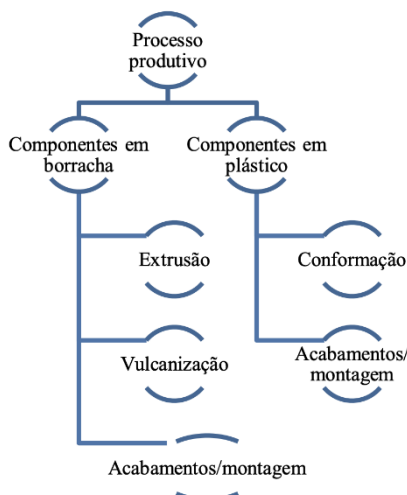 Processo
produtivo
Componentes em
borracha
Componentes em
plástico
Extrusão
Conformação
Vulcanização
Acabamentos/
montagem
Acabamentos/montagem